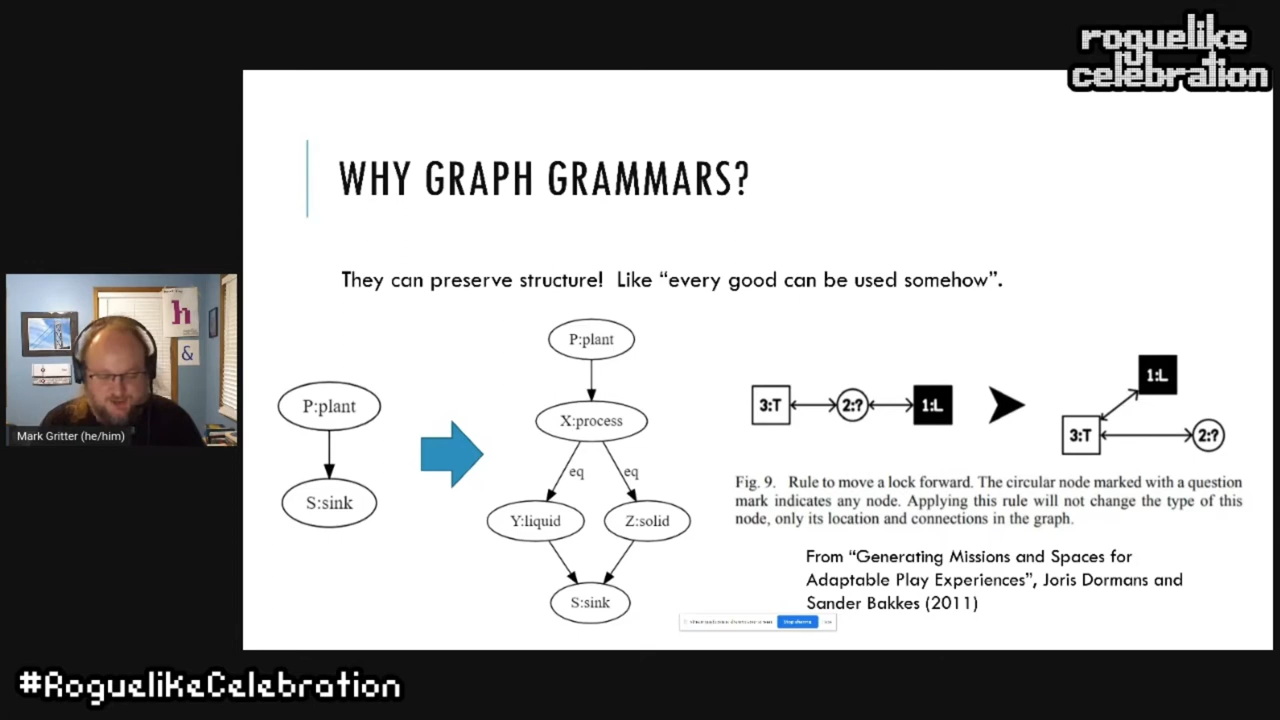 roguelike
celebration
WHY GRAPH GRAMMARS?
They can preserve structure! Like “every good can be used somehow”.
P:plant
S:sink
P:plant
X:process
eq
eq
Y:liquid
Z:solid
S:sink
3:T
2:?
1:L
1:L
3:T
2:?
Fig. 9. Rule to move a lock forward. The circular node marked with a question
mark indicates any node. Applying this rule will not change the type of this
node, only its location and connections in the graph.
From “Generating Missions and Spaces for
Adaptable Play Experiences”, Joris Dormans and
Sander Bakkes (2011)
Stop sharing
h
&
Mark Gritter (he/him)
#RoguelikeCelebration